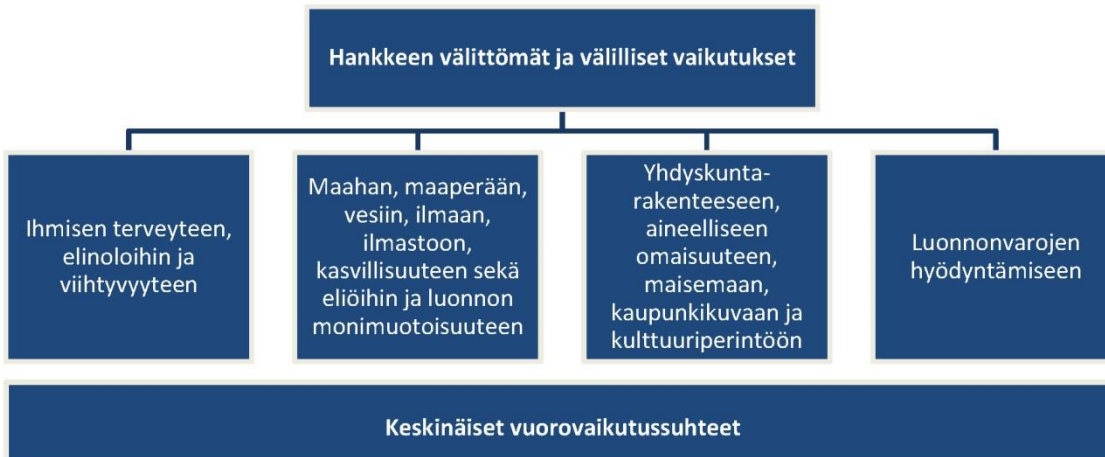 Hankkeen välittömät ja välilliset vaikutukset
Ihmisen terveyteen,
elinoloihin ja
viihtyvyyteen
Maahan, maaperään,
vesiin, ilmaan,
ilmastoon,
kasvillisuuteen sekä
eliöihin ja luonnon
monimuotoisuuteen
Yhdyskunta-
rakenteeseen,
aineelliseen
omaisuuteen,
maisemaan,
kaupunkikuvaan ja
kulttuuriperintöön
Luonnonvarojen
hyödyntämiseen
Keskinäiset vuorovaikutussuhteet